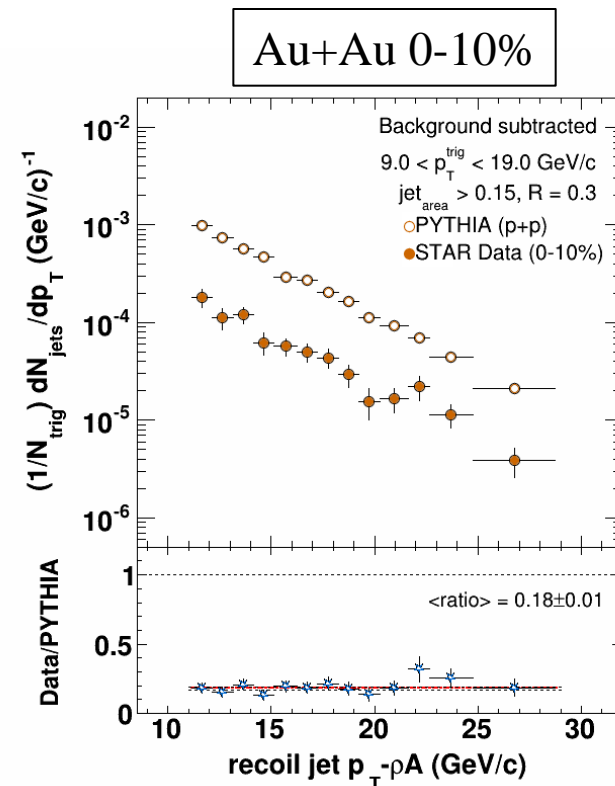 Au+Au 0-10%
10⁻²
10⁻³
10⁻⁴
10⁻⁵
10⁻⁶
(1/N_trig) dN_jets/dp_T (GeV/c)⁻¹
Background subtracted
9.0 < p_T^trig < 19.0 GeV/c
jet_area > 0.15, R = 0.3
PYTHIA (p+p)
STAR Data (0-10%)
1
0.5
0
Data/PYTHIA
<ratio> = 0.18±0.01
10 15 20 25 30
recoil jet p_T-ρA (GeV/c)